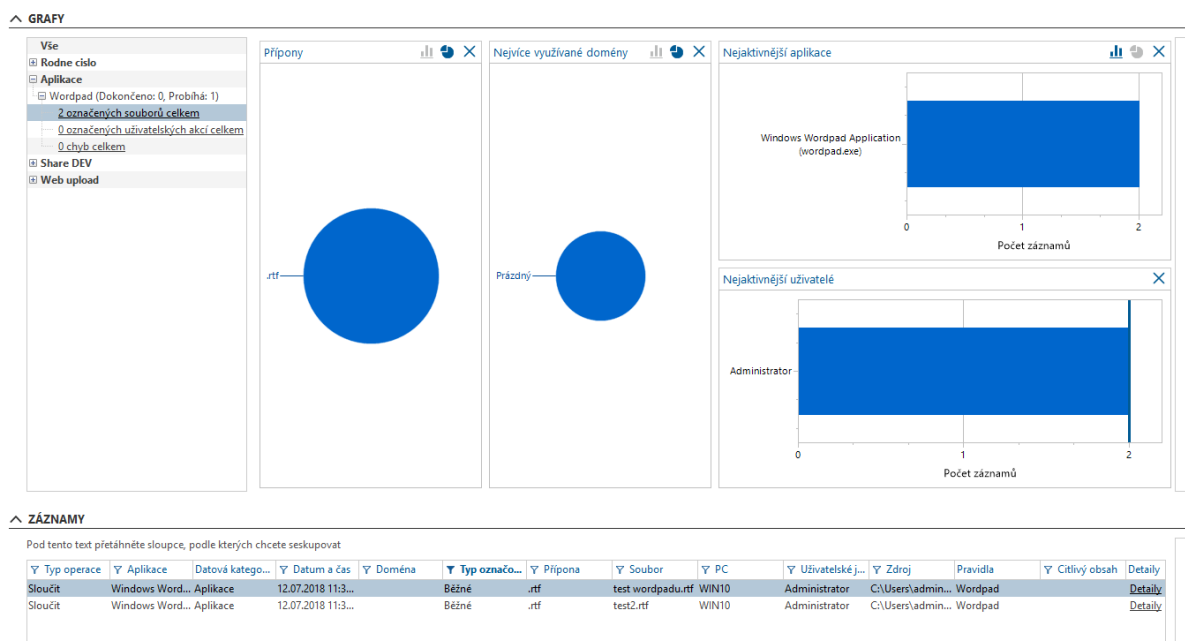 GRAFY
Vše
Rodne cislo
Aplikace
Wordpad (Dokončeno: 0, Probíhá: 1)
2 označených souborů celkem
0 označených uživatelských akcí celkem
0 chyb celkem
Share DEV
Web upload
Přípony
.rtf
Nejvíce využívané domény
Prázdný
Nejaktivnější aplikace
Windows Wordpad Application
(wordpad.exe)
0 1 2
Počet záznamů
Nejaktivnější uživatelé
Administrator
0 1 2
Počet záznamů
ZÁZNAMY
Pod tento text přetáhněte sloupce, podle kterých chcete seskupovat
Typ operace Aplikace Datová katego... Datum a čas Doména Typ označo... Přípona Soubor PC Uživatelské j... Zdroj Pravidla Citlivý obsah Detaily
Sloučit Windows Word... Aplikace 12.07.2018 11:3... Běžné .rtf test wordpadu.rtf WIN10 Administrator C:\Users\admin... Wordpad Detaily
Sloučit Windows Word... Aplikace 12.07.2018 11:3... Běžné .rtf test2.rtf WIN10 Administrator C:\Users\admin... Wordpad Detaily